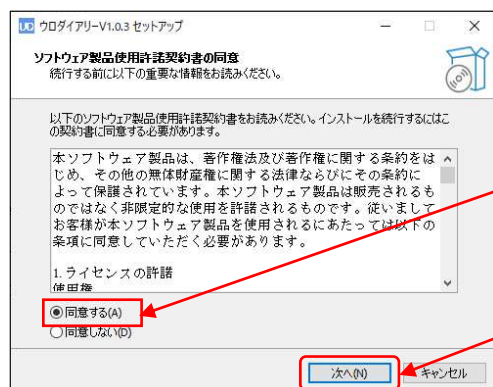 UD ウロダイアリー-V1.0.3 セットアップ
ソフトウェア製品使用許諾契約書の同意
続行する前に以下の重要な情報をお読みください。
以下のソフトウェア製品使用許諾契約書をお読みください。インストールを続行するにはこ
の契約書に同意する必要があります。
本ソフトウェア製品は、著作権法及び著作権に関する条約をは
じめ、その他の無体財産権に関する法律ならびにその条約に
よって保護されています。本ソフトウェア製品は販売されるも
のではなく非限定的な使用を許諾されるものです。従いまして
お客様が本ソフトウェア製品を使用されるにあたっては以下の
条項に同意していただく必要があります。
1.ライセンスの許諾
使用権
同意する(A)
同意しない(D)
次へ(N)
キャンセル